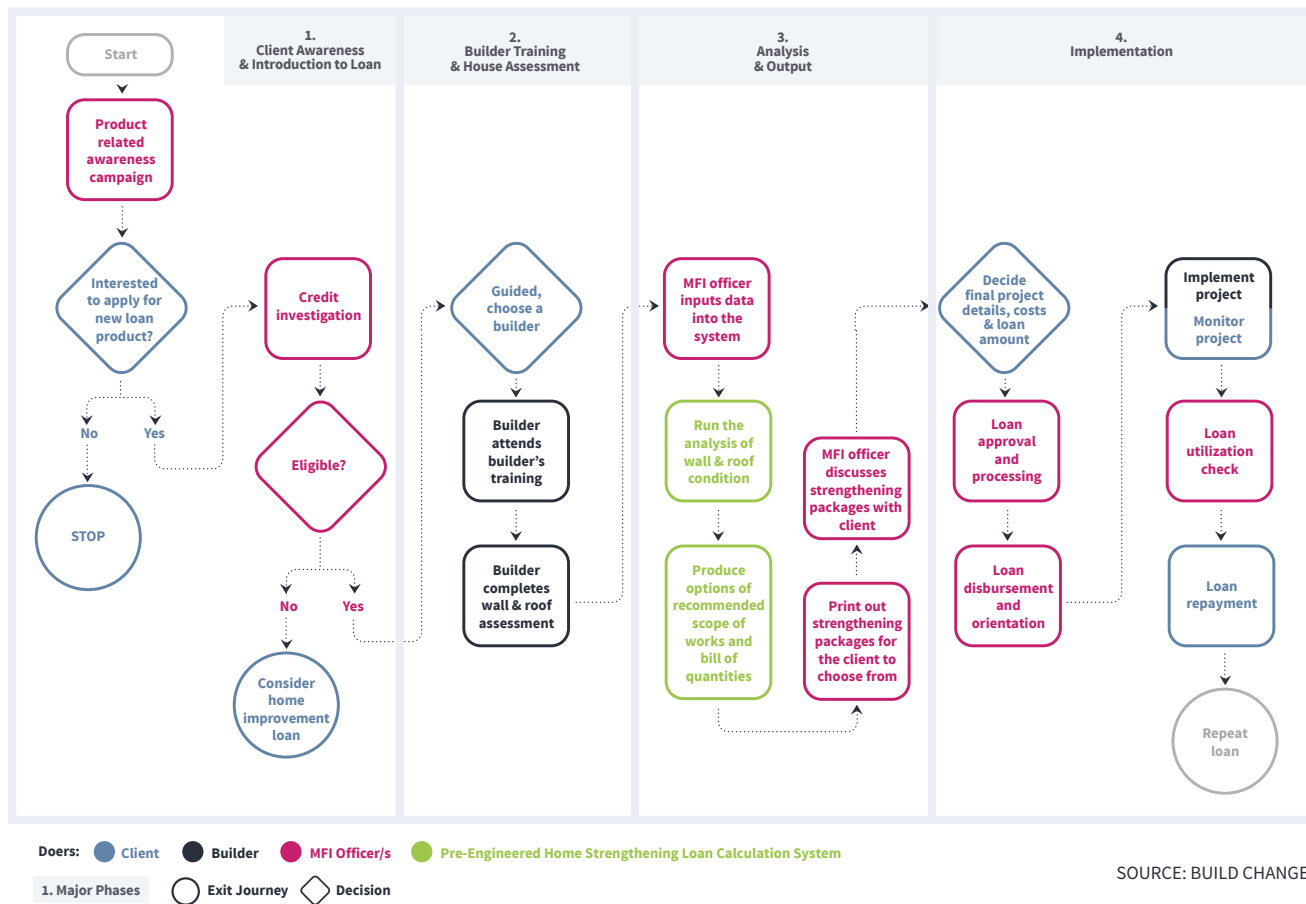 Start
1.
Client Awareness
& Introduction to Loan
2.
Builder Training
& House Assessment
3.
Analysis
& Output
4.
Implementation
Product
related
awareness
campaign
Interested
to apply for
new loan
product?
No
Yes
STOP
Credit
investigation
Eligible?
No
Yes
Consider
home
improvement
loan
Guided,
choose a
builder
Builder
attends
builder's
training
Builder
completes
wall & roof
assessment
MFI officer
inputs data
into the
system
Run the
analysis of
wall & roof
condition
Produce
options of
recommended
scope of
works and
bill of
quantities
Print out
strengthening
packages for
the client to
choose from
MFI officer
discusses
strengthening
packages with
client
Decide
final project
details, costs
& loan
amount
Loan
approval
and
processing
Loan
disbursement
and
orientation
Implement
project
Monitor
project
Loan
utilization
check
Loan
repayment
Repeat
loan
Doers:
Client
Builder
MFI Officer/s
Pre-Engineered Home Strengthening Loan Calculation System
1. Major Phases
Exit Journey
Decision
SOURCE: BUILD CHANGE